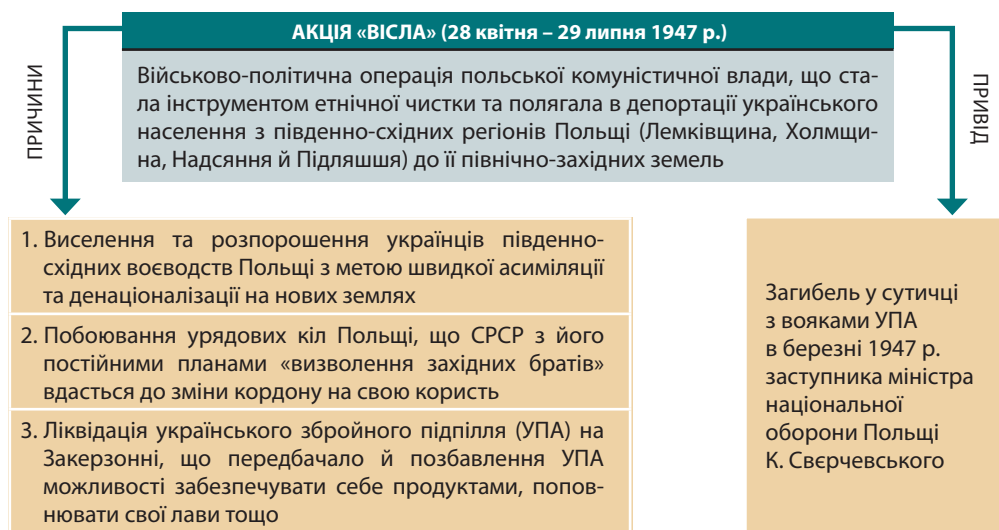 АКЦІЯ «ВІСЛА» (28 квітня – 29 липня 1947 р.)
Військово-політична операція польської комуністичної влади, що ста-
ла інструментом етнічної чистки та полягала в депортації українського
населення з південно-східних регіонів Польщі (Лемківщина, Холмщи-
на, Надсяння й Підляшшя) до її північно-західних земель
ПРИЧИНИ
ПРИВІД
1. Виселення та розпорошення українців південно-
східних воєводств Польщі з метою швидкої асиміляції
та денаціоналізації на нових землях
2. Побоювання урядових кіл Польщі, що СРСР з його
постійними планами «визволення західних братів»
вдасться до зміни кордону на свою користь
3. Ліквідація українського збройного підпілля (УПА) на
Закерзонні, що передбачало й позбавлення УПА
можливості забезпечувати себе продуктами, попов-
нювати свої лави тощо
Загибель у сутичці
з вояками УПА
в березні 1947 р.
заступника міністра
національної
оборони Польщі
К. Свєрчевського